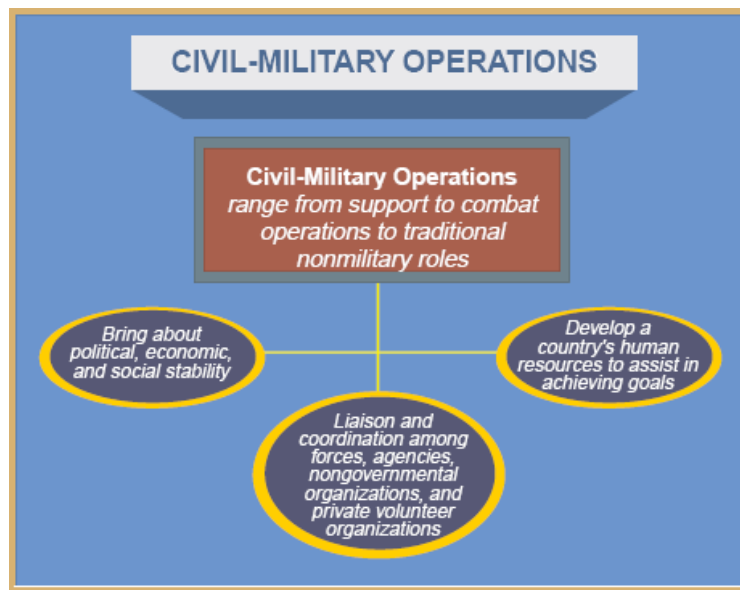 CIVIL-MILITARY OPERATIONS
Civil-Military Operations
range from support to combat
operations to traditional
nonmilitary roles
Bring about
political, economic,
and social stability
Develop a
country's human
resources to assist in
achieving goals
Liaison and
coordination among
forces, agencies,
nongovernmental
organizations, and
private volunteer
organizations